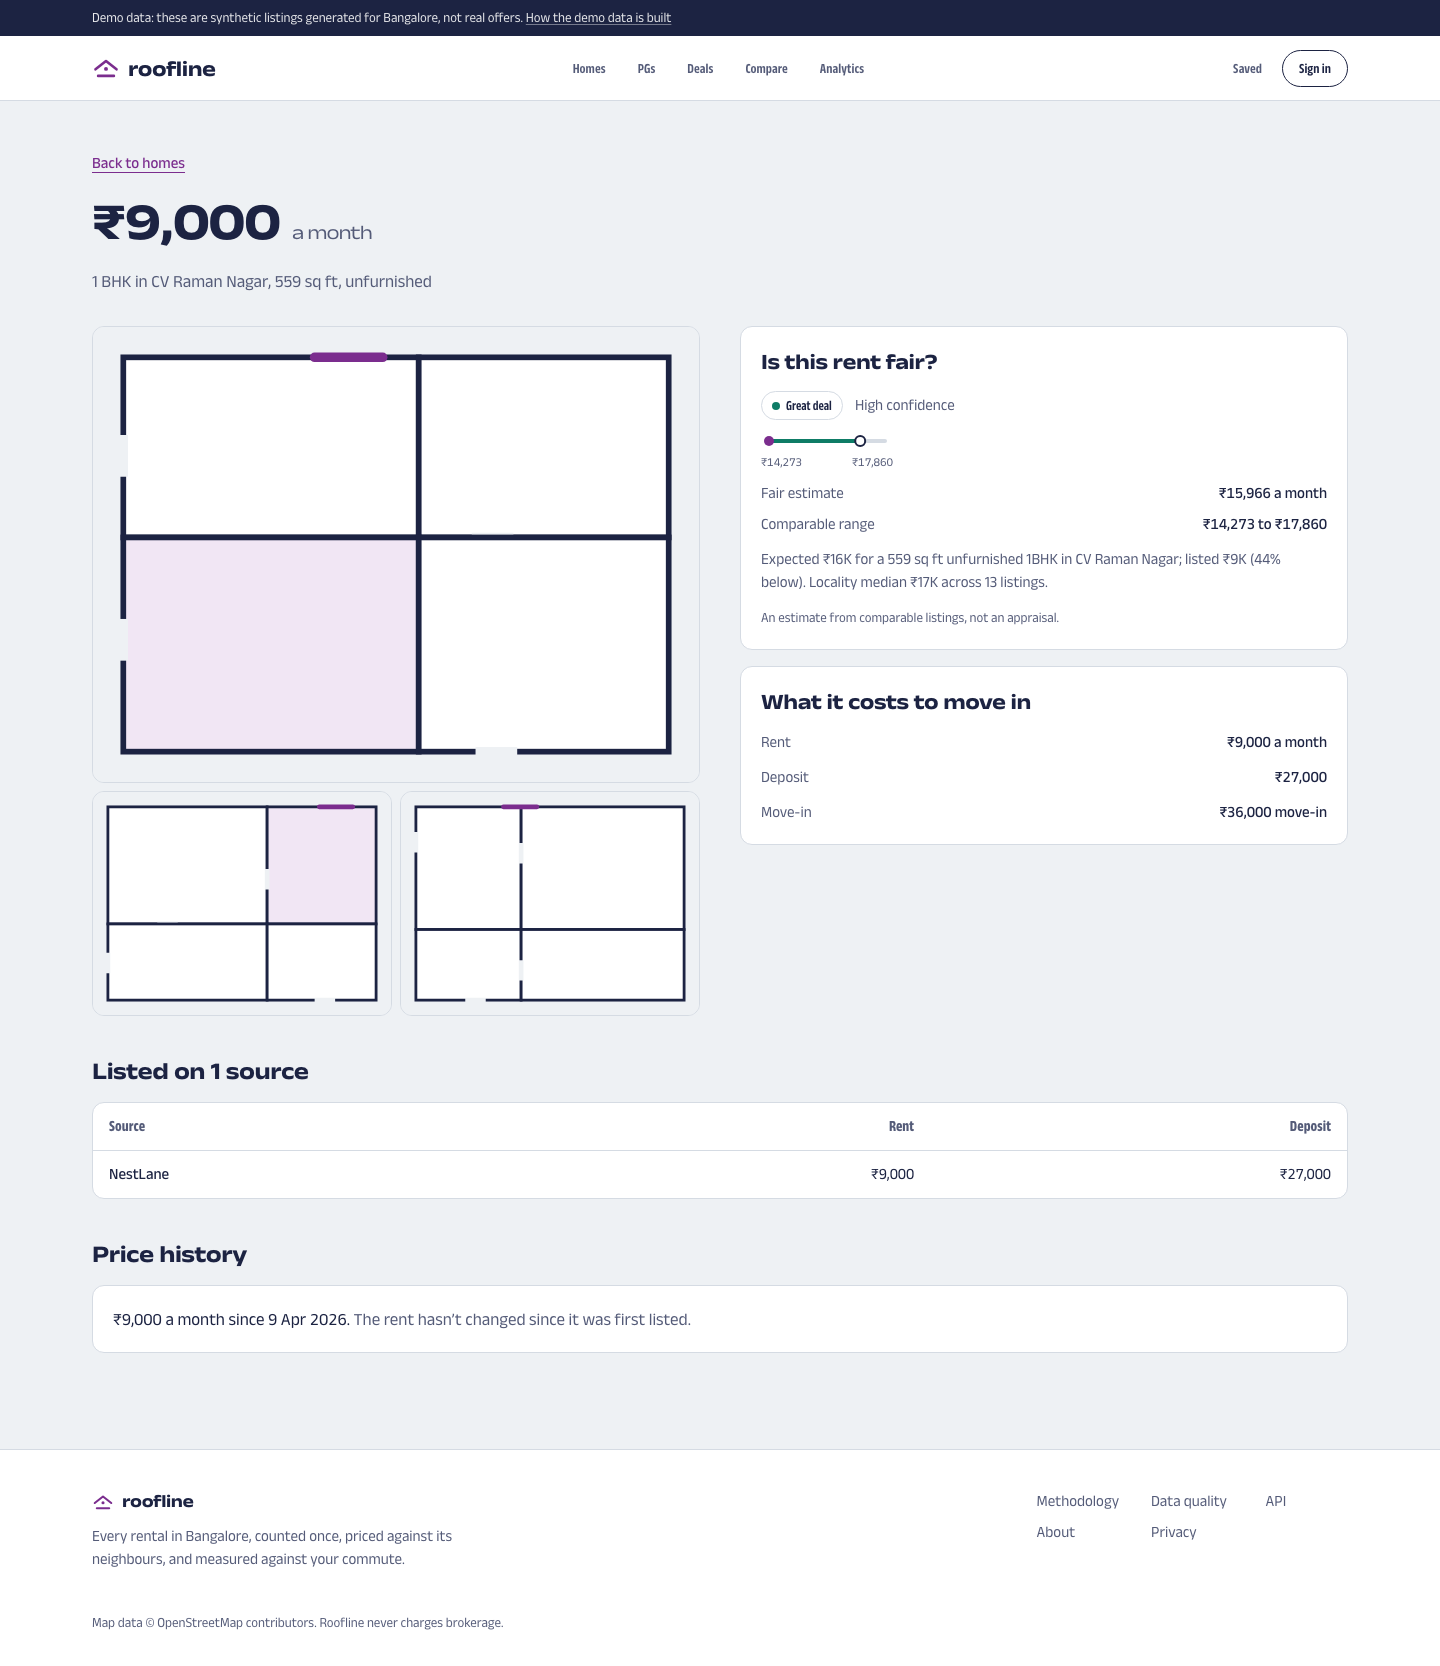 Demo data: these are synthetic listings generated for Bangalore, not real offers. How the demo data is built
roofline
Homes PGs Deals Compare Analytics
Saved Sign in
Back to homes
₹9,000 a month
1 BHK in CV Raman Nagar, 559 sq ft, unfurnished
Is this rent fair?
Great deal High confidence
₹14,273 ₹17,860
Fair estimate ₹15,966 a month
Comparable range ₹14,273 to ₹17,860
Expected ₹16K for a 559 sq ft unfurnished 1BHK in CV Raman Nagar; listed ₹9K (44%
below). Locality median ₹17K across 13 listings.
An estimate from comparable listings, not an appraisal.
What it costs to move in
Rent ₹9,000 a month
Deposit ₹27,000
Move-in ₹36,000 move-in
Listed on 1 source
Source Rent Deposit
NestLane ₹9,000 ₹27,000
Price history
₹9,000 a month since 9 Apr 2026. The rent hasn’t changed since it was first listed.
roofline
Every rental in Bangalore, counted once, priced against its
neighbours, and measured against your commute.
Methodology Data quality API
About Privacy
Map data © OpenStreetMap contributors. Roofline never charges brokerage.